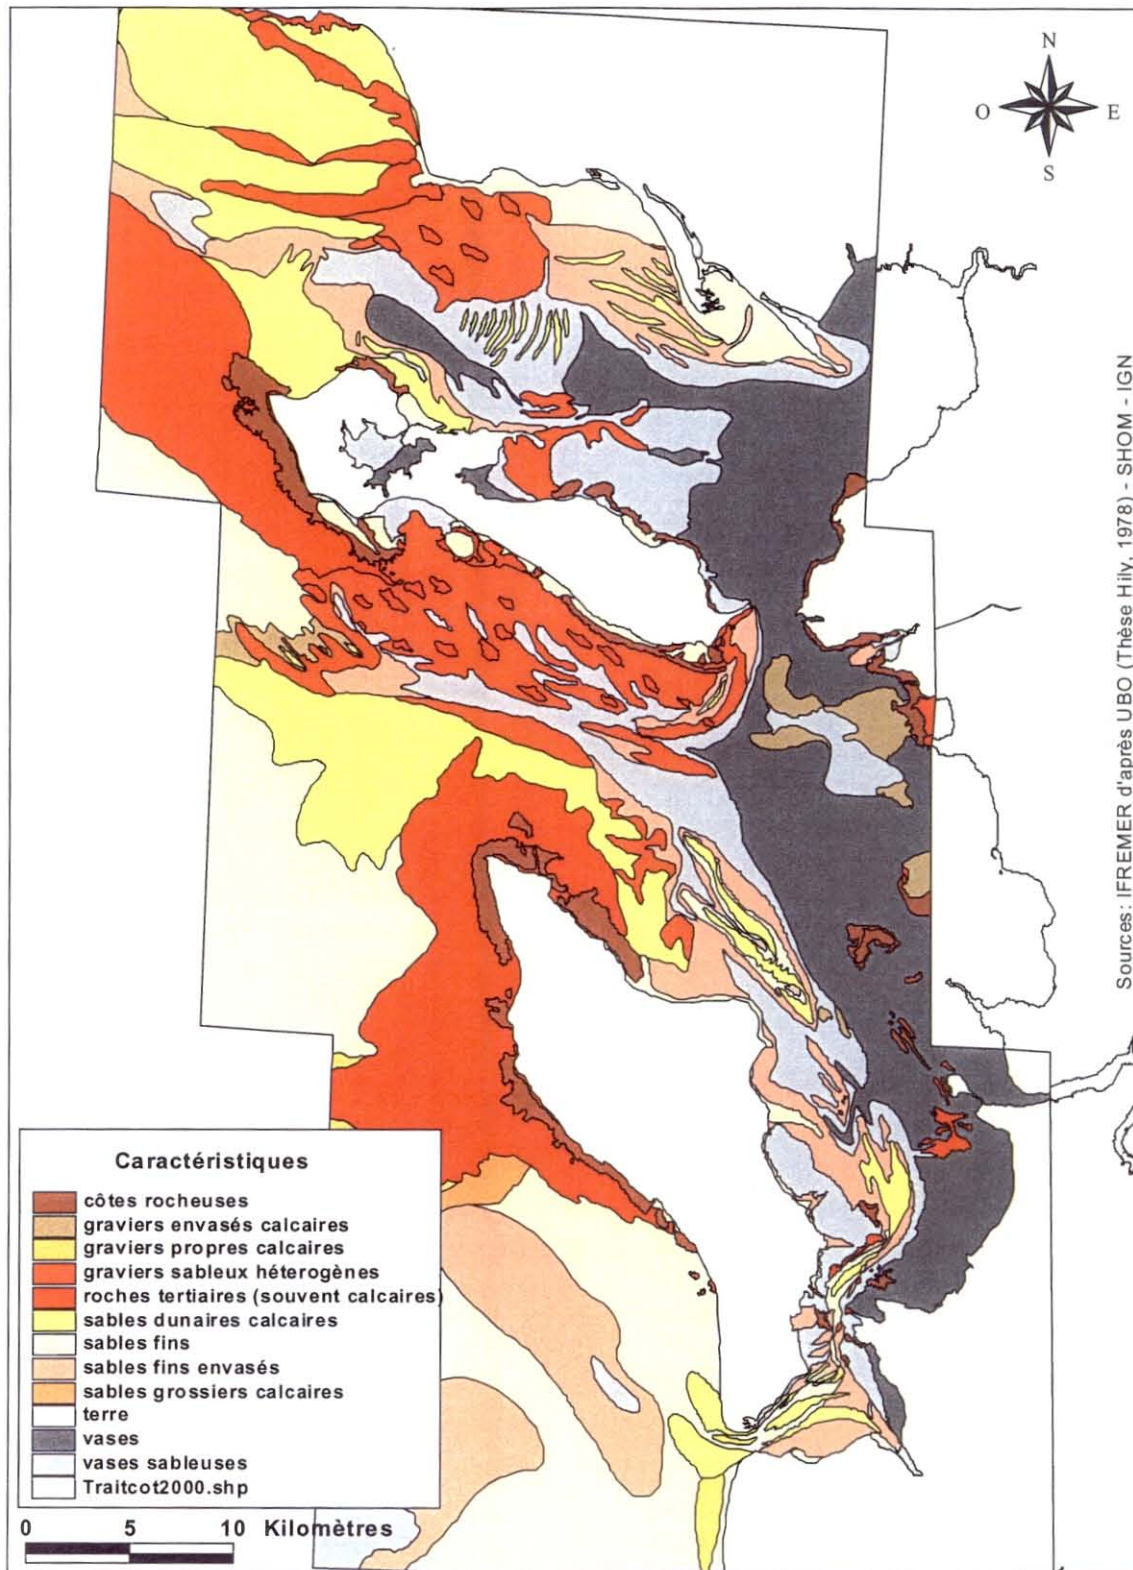 N
O E
S
Sources: IFREMER d'après UBO (Thèse Hily, 1978) - SHOM - IGN
Caractéristiques
côtes rocheuses
graviers envasés calcaires
graviers propres calcaires
graviers sableux hétérogènes
roches tertiaires (souvent calcaires)
sables dunaires calcaires
sables fins
sables fins envasés
sables grossiers calcaires
terre
vases
vases sableuses
Traitcot2000.shp
0 5 10 Kilomètres